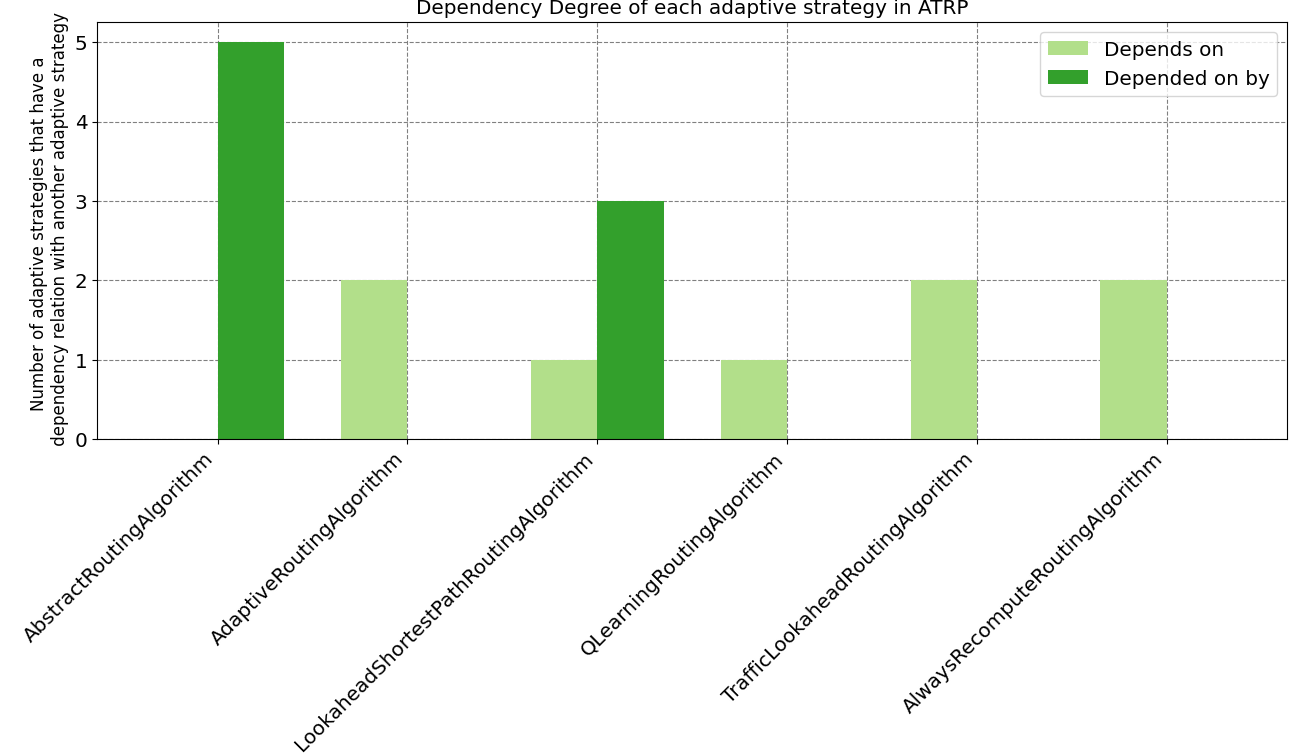 Dependency Degree of each adaptive strategy in ATRP
Number of adaptive strategies that have a
dependency relation with another adaptive strategy
5
4
3
2
1
0
Depends on
Depended on by
AbstractRoutingAlgorithm
AdaptiveRoutingAlgorithm
LookaheadShortestPathRoutingAlgorithm
QLearningRoutingAlgorithm
TrafficLookaheadRoutingAlgorithm
AlwaysRecomputeRoutingAlgorithm